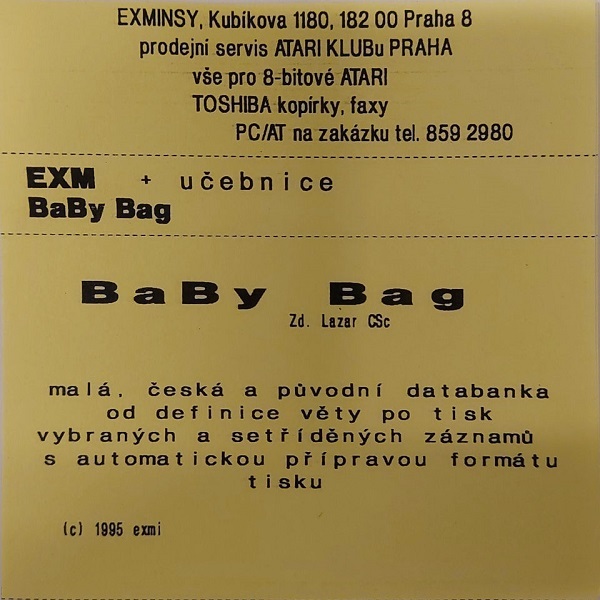 EXMINSY, Kubíkova 1180, 182 00 Praha 8
prodejní servis ATARI KLUBu PRAHA
vše pro 8-bitové ATARI
TOSHIBA kopírky, faxy
PC/AT na zakázku tel. 859 2980
EXM + učebnice
BaBy Bag
BaBy Bag
Zd. Lazar CSc
malá, česká a původní databanka
od definice věty po tisk
vybraných a setříděných záznamů
s automatickou přípravou formátu
tisku
(c) 1995 exmi